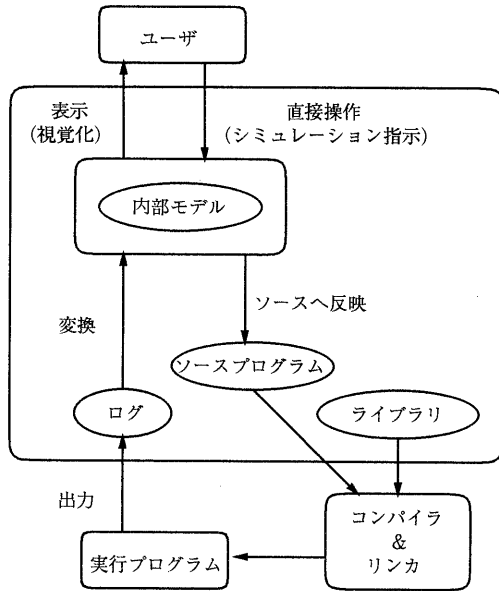 ユーザ
表示
(視覚化)
直接操作
(シミュレーション指示)
内部モデル
変換
ソースへ反映
ソースプログラム
ログ
ライブラリ
出力
コンパイラ
&
リンカ
実行プログラム